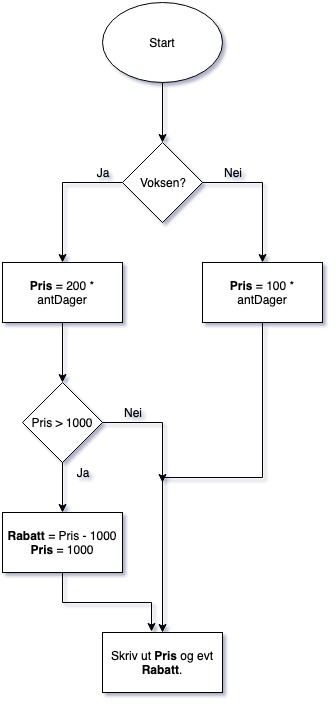 Start
Ja
Nei
Voksen?
Pris = 200 *
antDager
Pris = 100 *
antDager
Pris > 1000
Nei
Ja
Rabatt = Pris - 1000
Pris = 1000
Skriv ut Pris og evt
Rabatt.